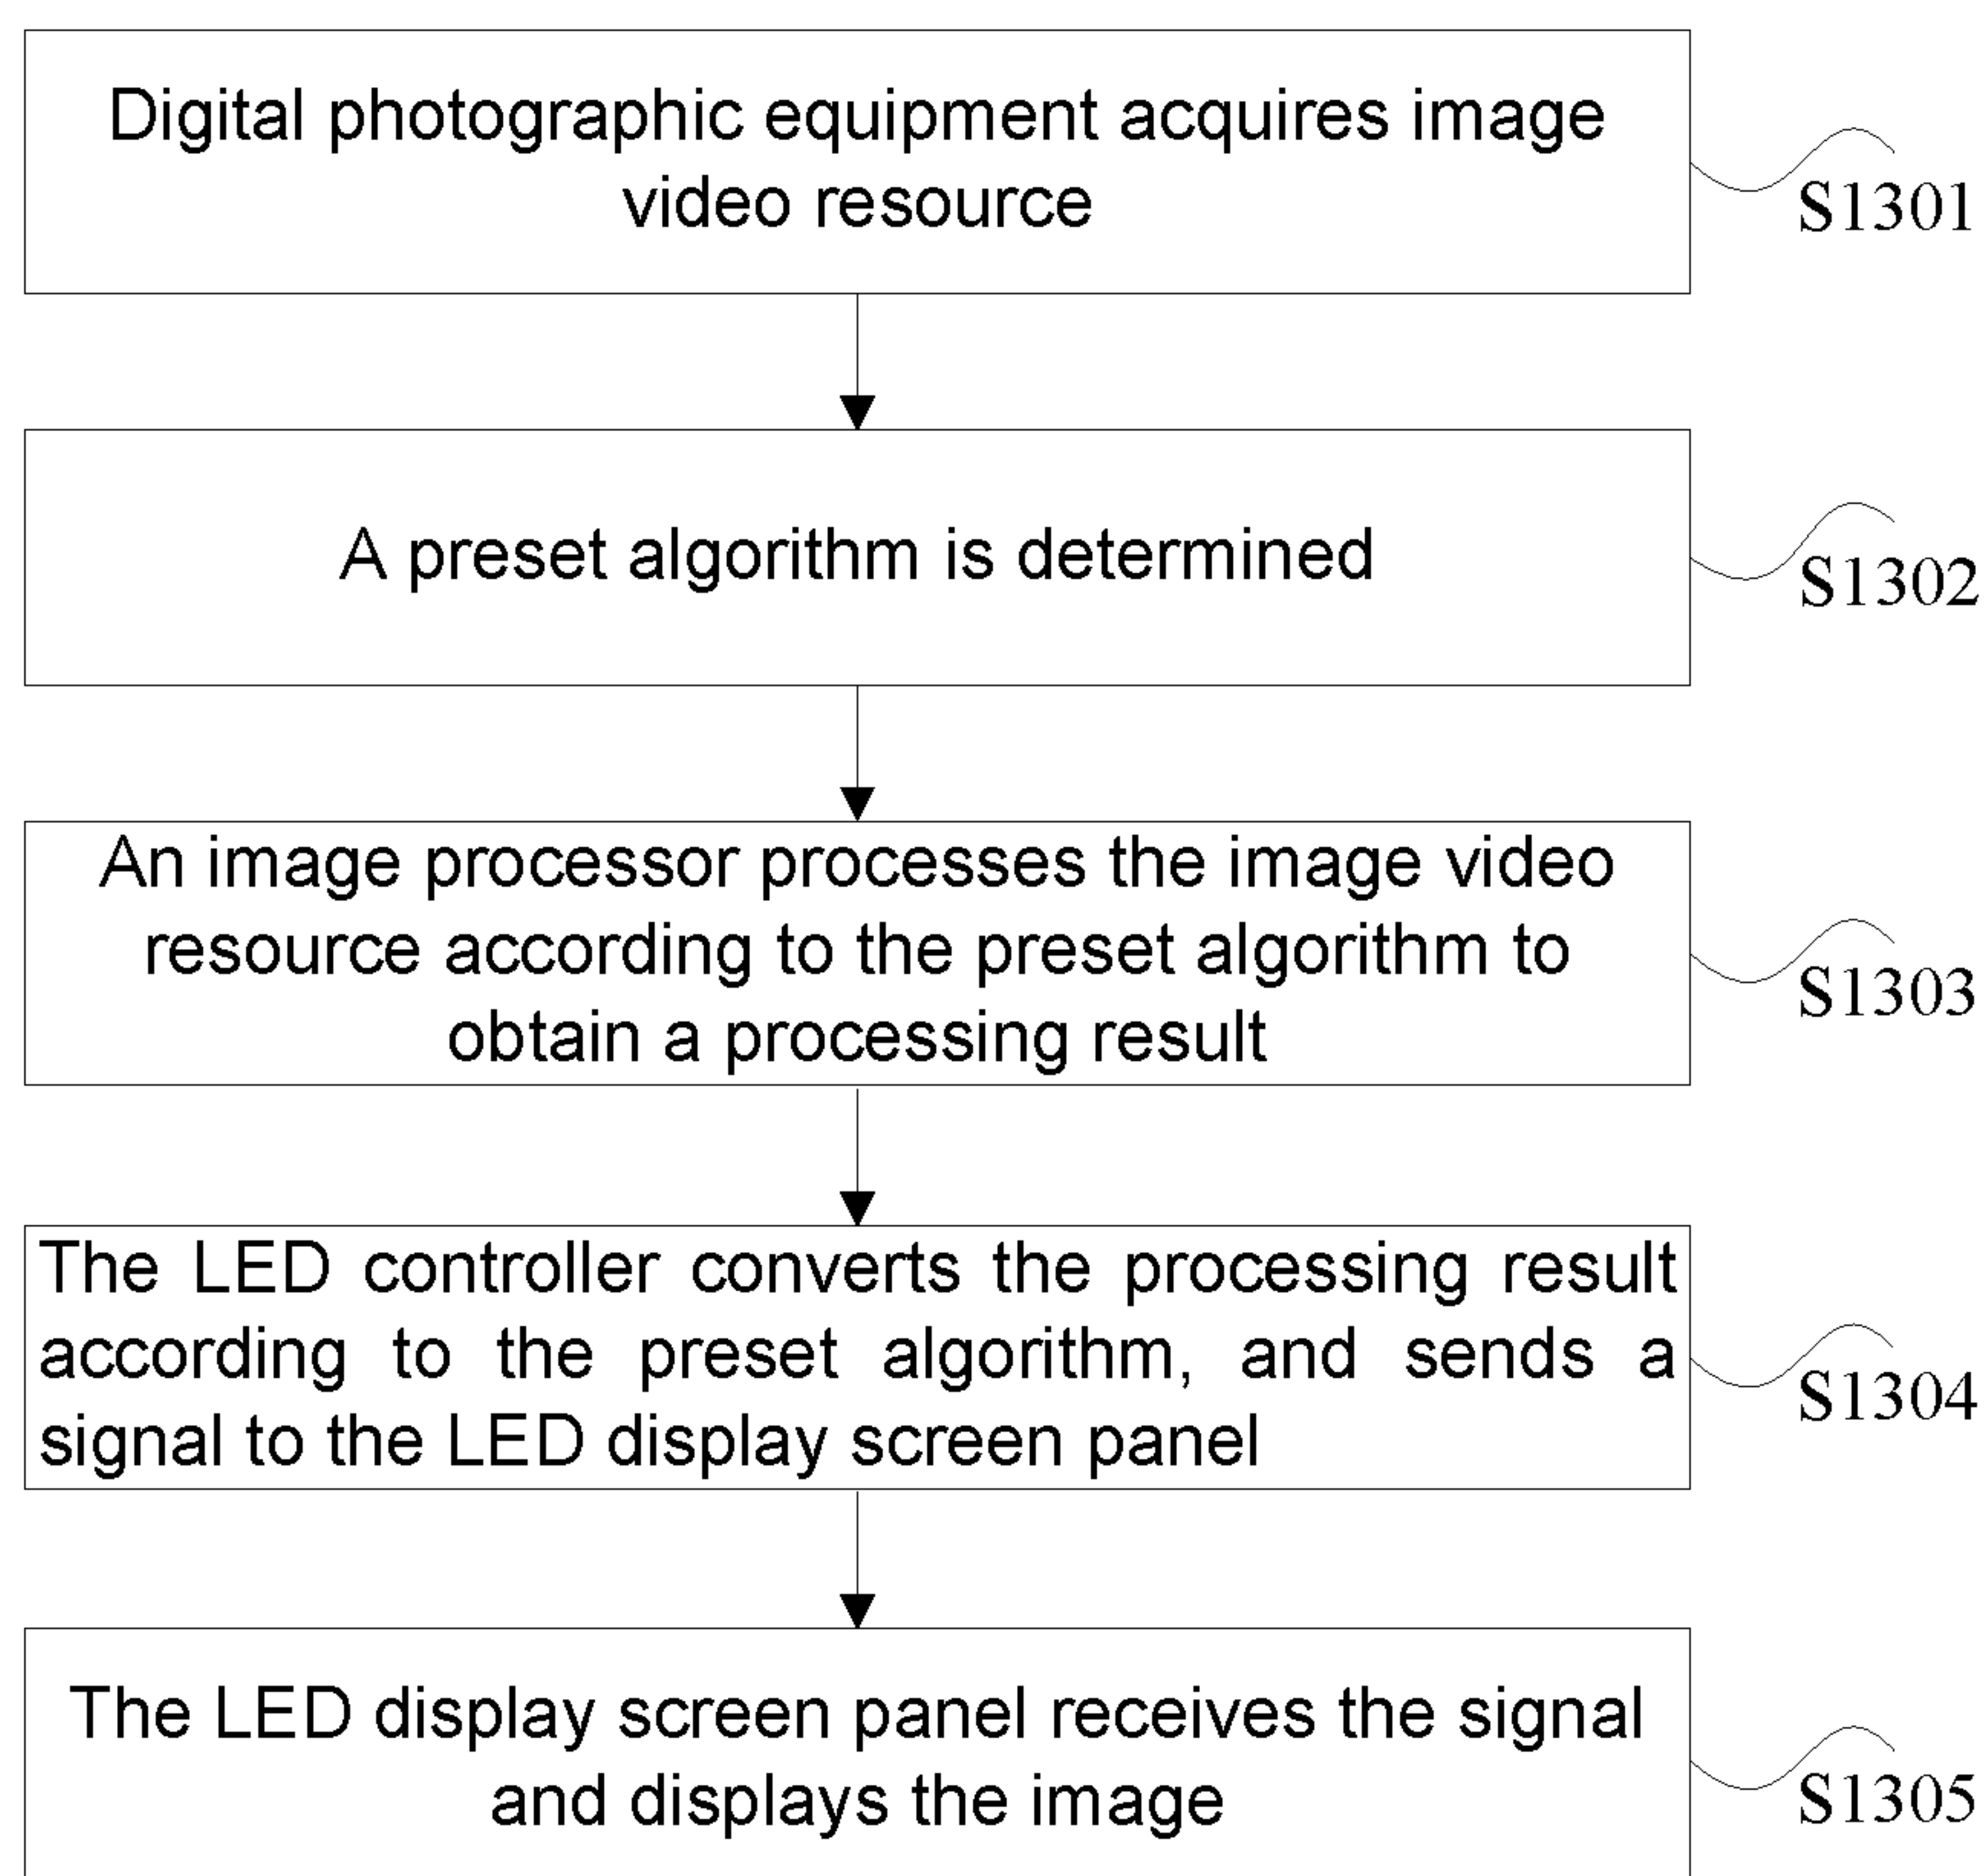 Digital photographic equipment acquires image
video resource
S1301
A preset algorithm is determined
S1302
An image processor processes the image video
resource according to the preset algorithm to
obtain a processing result
S1303
The LED controller converts the processing result
according to the preset algorithm, and sends a
signal to the LED display screen panel
S1304
The LED display screen panel receives the signal
and displays the image
S1305